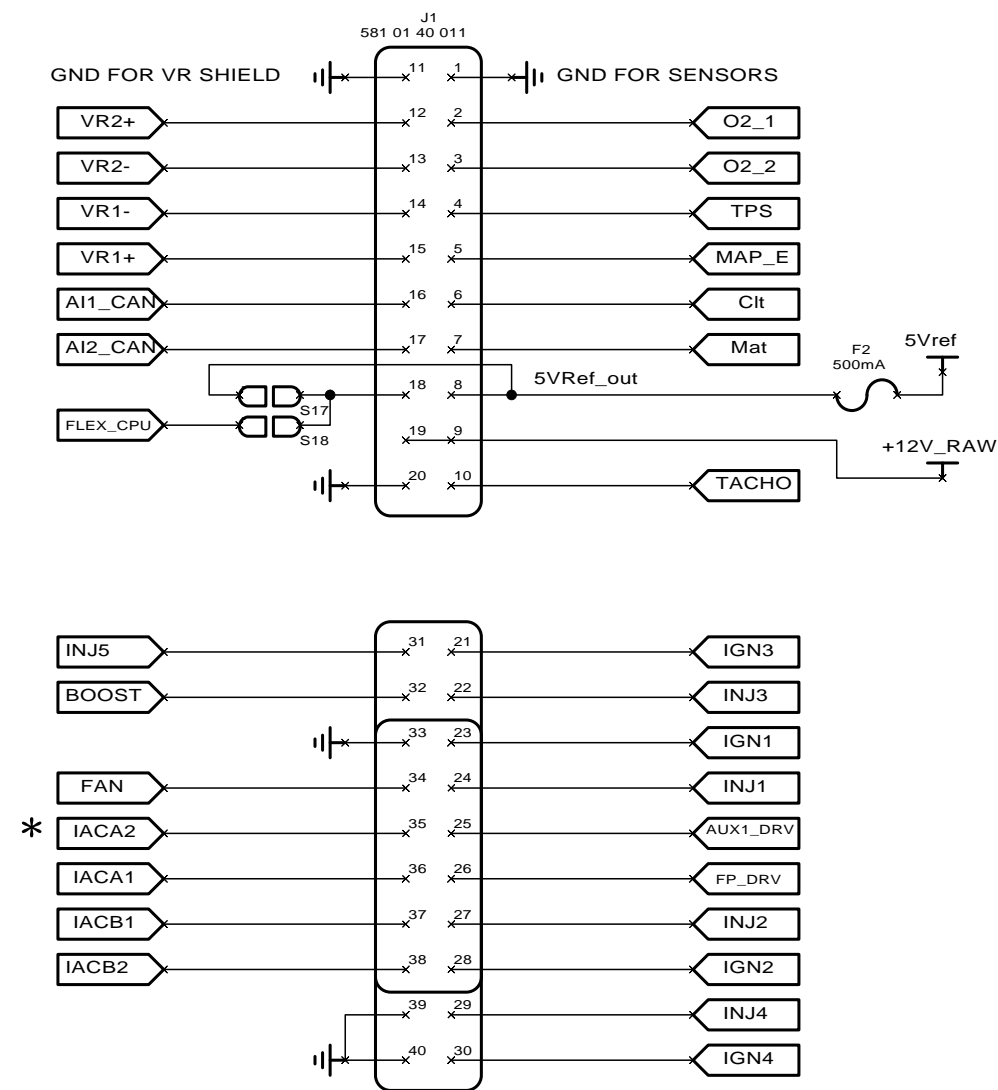 J1
581 01 40 011
GND FOR VR SHIELD 11 1 GND FOR SENSORS
VR2+ 12 2 O2_1
VR2- 13 3 O2_2
VR1- 14 4 TPS
VR1+ 15 5 MAP_E
AI1_CAN 16 6 Clt
AI2_CAN 17 7 Mat
F2
500mA
5Vref
18 8 5VRef_out
S17
FLEX_CPU
S18
19 9 +12V_RAW
20 10 TACHO
INJ5 31 21 IGN3
BOOST 32 22 INJ3
33 23 IGN1
FAN 34 24 INJ1
* IACA2 35 25 AUX1_DRV
IACA1 36 26 FP_DRV
IACB1 37 27 INJ2
IACB2 38 28 IGN2
39 29 INJ4
40 30 IGN4